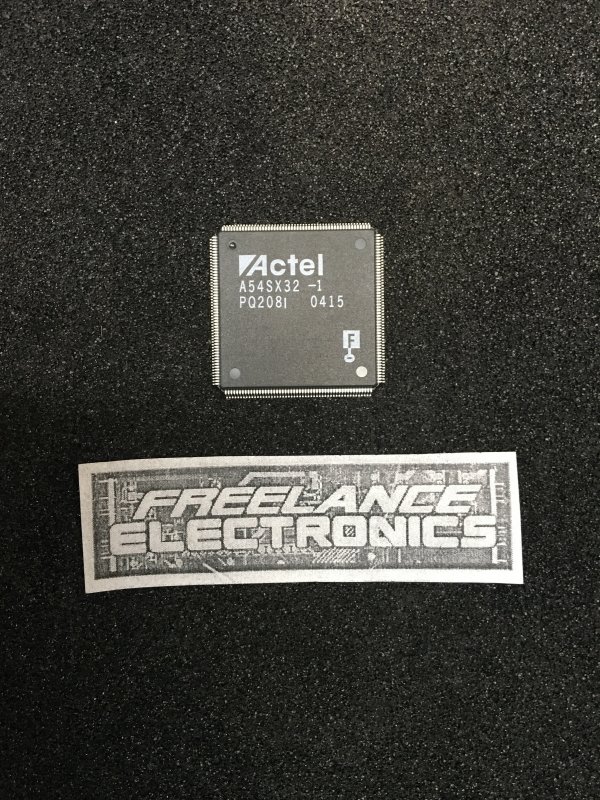 Actel
A54SX32 -1
PQ208I 0415
F
FREELANCE
ELECTRONICS